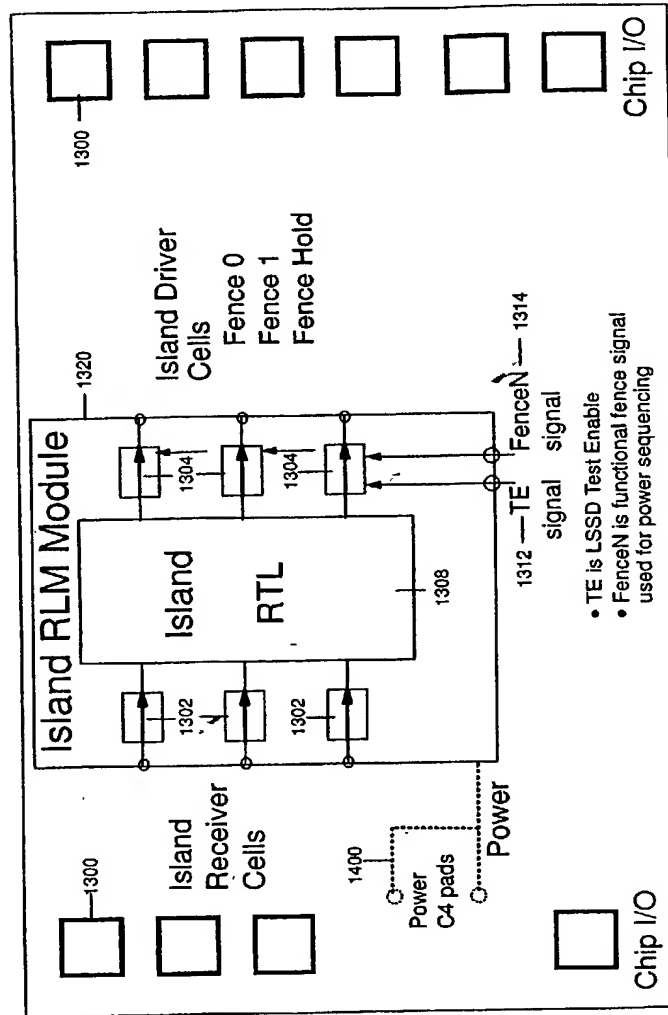 1300
Chip I/O
1300
Island
Receiver
Cells
1400
Power
C4 pads
Power
Island RLM Module
1320
1302
1302
Island
RTL
1308
1304
1304
Island Driver
Cells
Fence 0
Fence 1
Fence Hold
1312 — TE
signal
FenceN — 1314
signal
• TE is LSSD Test Enable
• FenceN is functional fence signal
used for power sequencing
Chip I/O